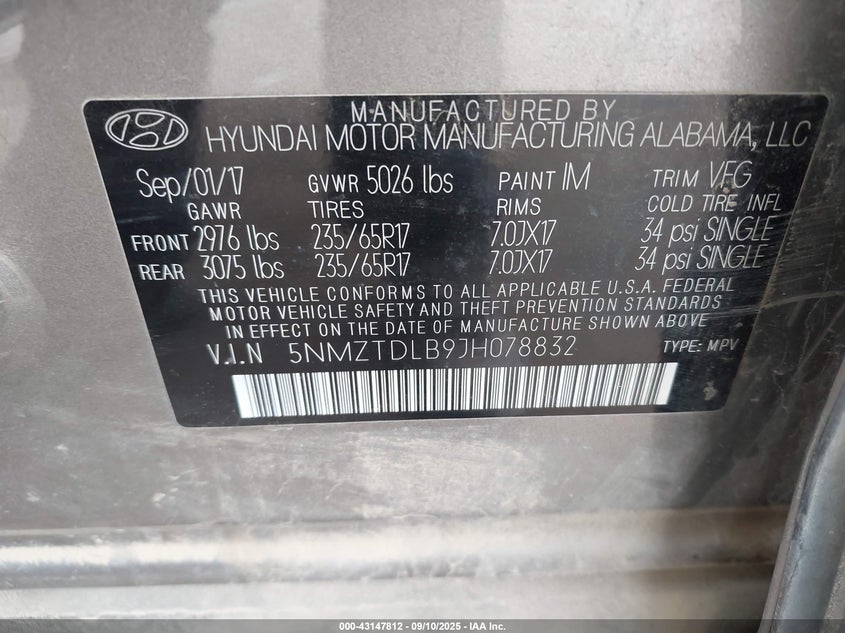 MANUFACTURED BY
HYUNDAI MOTOR MANUFACTURING ALABAMA, LLC
Sep/01/17 GVWR 5026 lbs PAINT IM TRIM VFG
GAWR TIRES RIMS COLD TIRE INFL
FRONT 2976 lbs 235/65R17 7.0JX17 34 psi SINGLE
REAR 3075 lbs 235/65R17 7.0JX17 34 psi SINGLE
THIS VEHICLE CONFORMS TO ALL APPLICABLE U.S.A. FEDERAL
MOTOR VEHICLE SAFETY AND THEFT PREVENTION STANDARDS
IN EFFECT ON THE DATE OF MANUFACTURE SHOWN ABOVE
V.I.N 5NMZTDLB9JH078832 TYPE: MPV
000-43147812 - 09/10/2025 - IAA Inc.